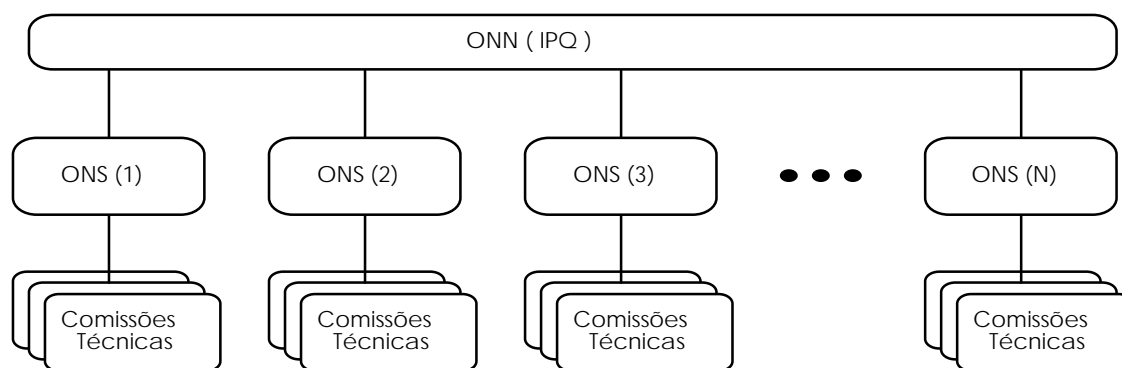 ONN ( IPQ )
ONS (1)
ONS (2)
ONS (3)
ONS (N)
Comissões
Técnicas
Comissões
Técnicas
Comissões
Técnicas
Comissões
Técnicas